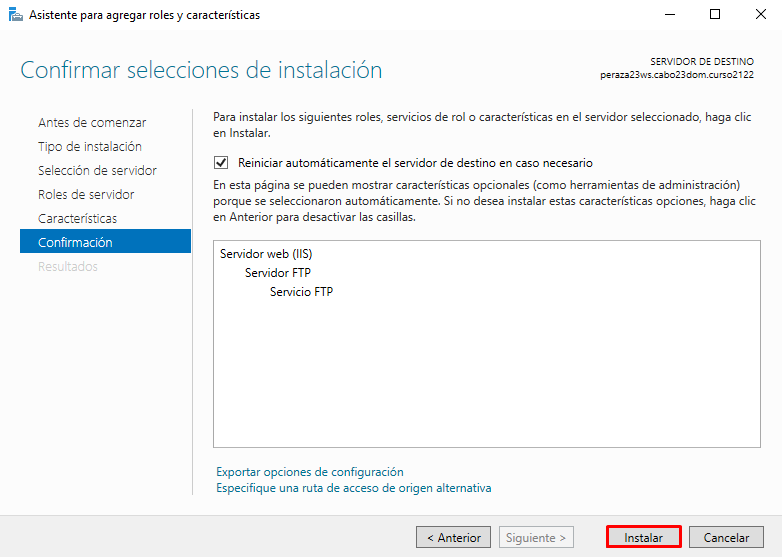 Asistente para agregar roles y características
Confirmar selecciones de instalación
SERVIDOR DE DESTINO
peraza23ws.cabo23dom.curso2122
Antes de comenzar
Tipo de instalación
Selección de servidor
Roles de servidor
Características
Confirmación
Resultados
Para instalar los siguientes roles, servicios de rol o características en el servidor seleccionado, haga clic
en Instalar.
Reiniciar automáticamente el servidor de destino en caso necesario
En esta página se pueden mostrar características opcionales (como herramientas de administración)
porque se seleccionaron automáticamente. Si no desea instalar estas características opciones, haga clic
en Anterior para desactivar las casillas.
Servidor web (IIS)
Servidor FTP
Servicio FTP
Exportar opciones de configuración
Especifique una ruta de acceso de origen alternativa
< Anterior
Siguiente >
Instalar
Cancelar